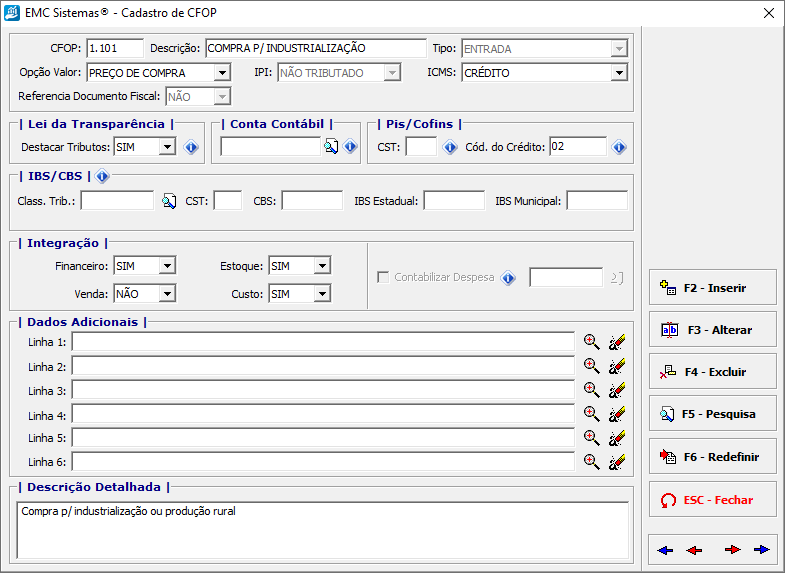 EMC Sistemas® - Cadastro de CFOP
CFOP: 1.101 Descrição: COMPRA P/ INDUSTRIALIZAÇÃO Tipo: ENTRADA
Opção Valor: PREÇO DE COMPRA IPI: NÃO TRIBUTADO ICMS: CRÉDITO
Referencia Documento Fiscal: NÃO
| Lei da Transparência | | Conta Contábil | | Pis/Cofins |
Destacar Tributos: SIM CST: Cód. do Crédito: 02
| IBS/CBS |
Class. Trib.: CST: CBS: IBS Estadual: IBS Municipal:
| Integração |
Financeiro: SIM Estoque: SIM Contabilizar Despesa
Venda: NÃO Custo: SIM
| Dados Adicionais |
Linha 1:
Linha 2:
Linha 3:
Linha 4:
Linha 5:
Linha 6:
| Descrição Detalhada |
Compra p/ industrialização ou produção rural
F2 - Inserir
F3 - Alterar
F4 - Excluir
F5 - Pesquisa
F6 - Redefinir
ESC - Fechar